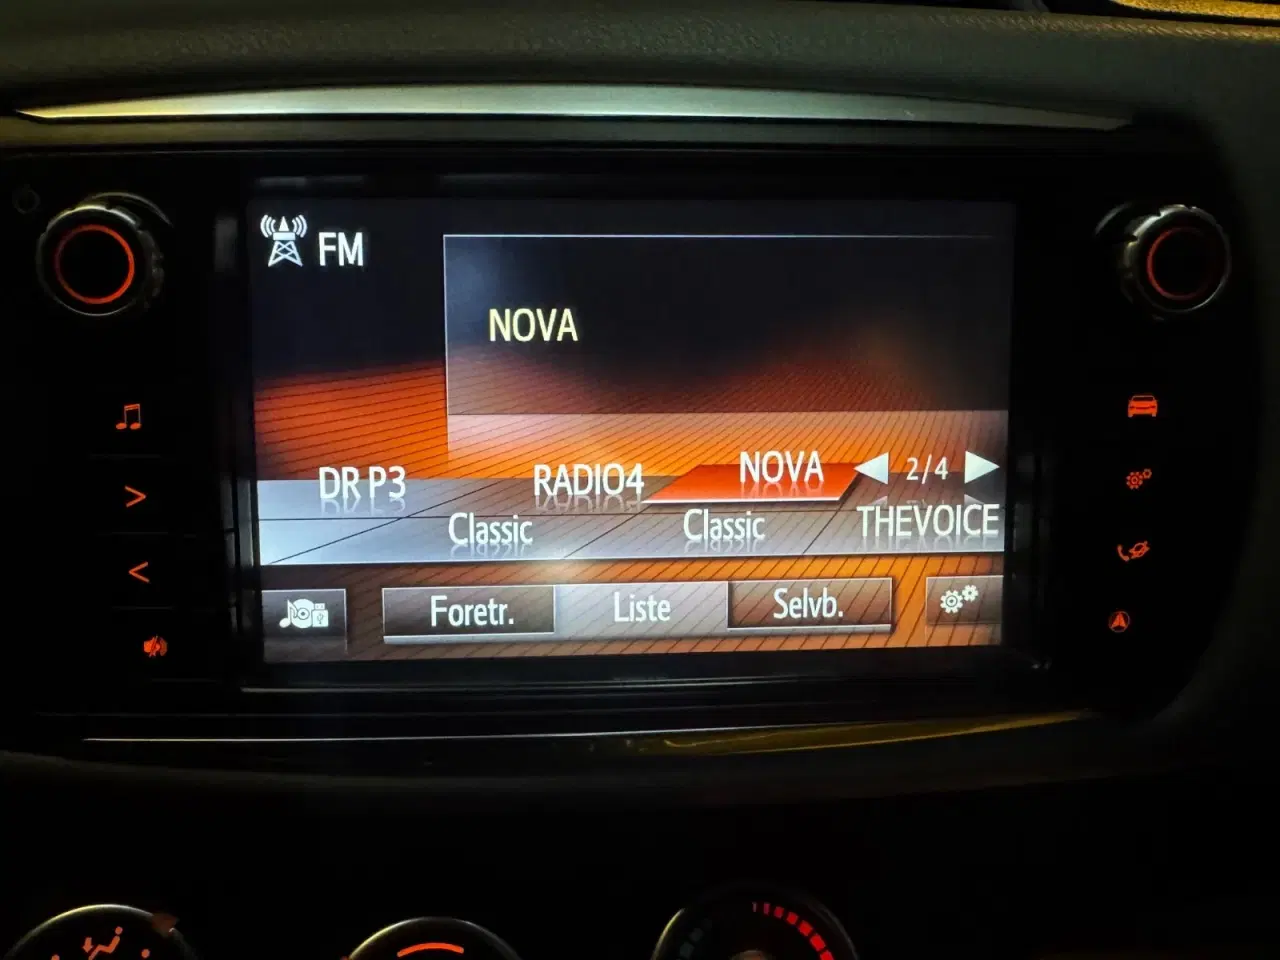 FM
NOVA
DR P3 RADIO4 NOVA 2/4
Classic Classic THEVOICE
Foretr. Liste Selvb.